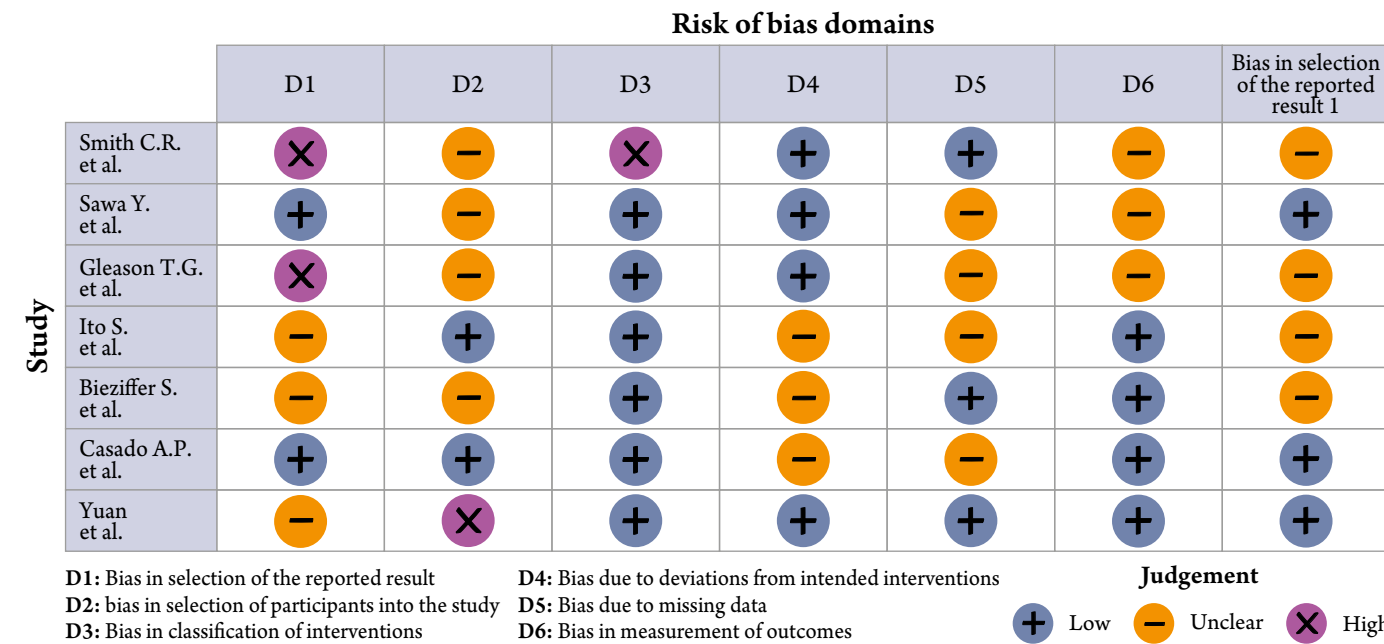 Risk of bias domains
D1 D2 D3 D4 D5 D6 Bias in selection
of the reported
result 1
Study
Smith C.R.
et al.
Sawa Y.
et al.
Gleason T.G.
et al.
Ito S.
et al.
Bieziffer S.
et al.
Casado A.P.
et al.
Yuan
et al.
D1: Bias in selection of the reported result
D2: bias in selection of participants into the study
D3: Bias in classification of interventions
D4: Bias due to deviations from intended interventions
D5: Bias due to missing data
D6: Bias in measurement of outcomes
Judgement
Low Unclear High